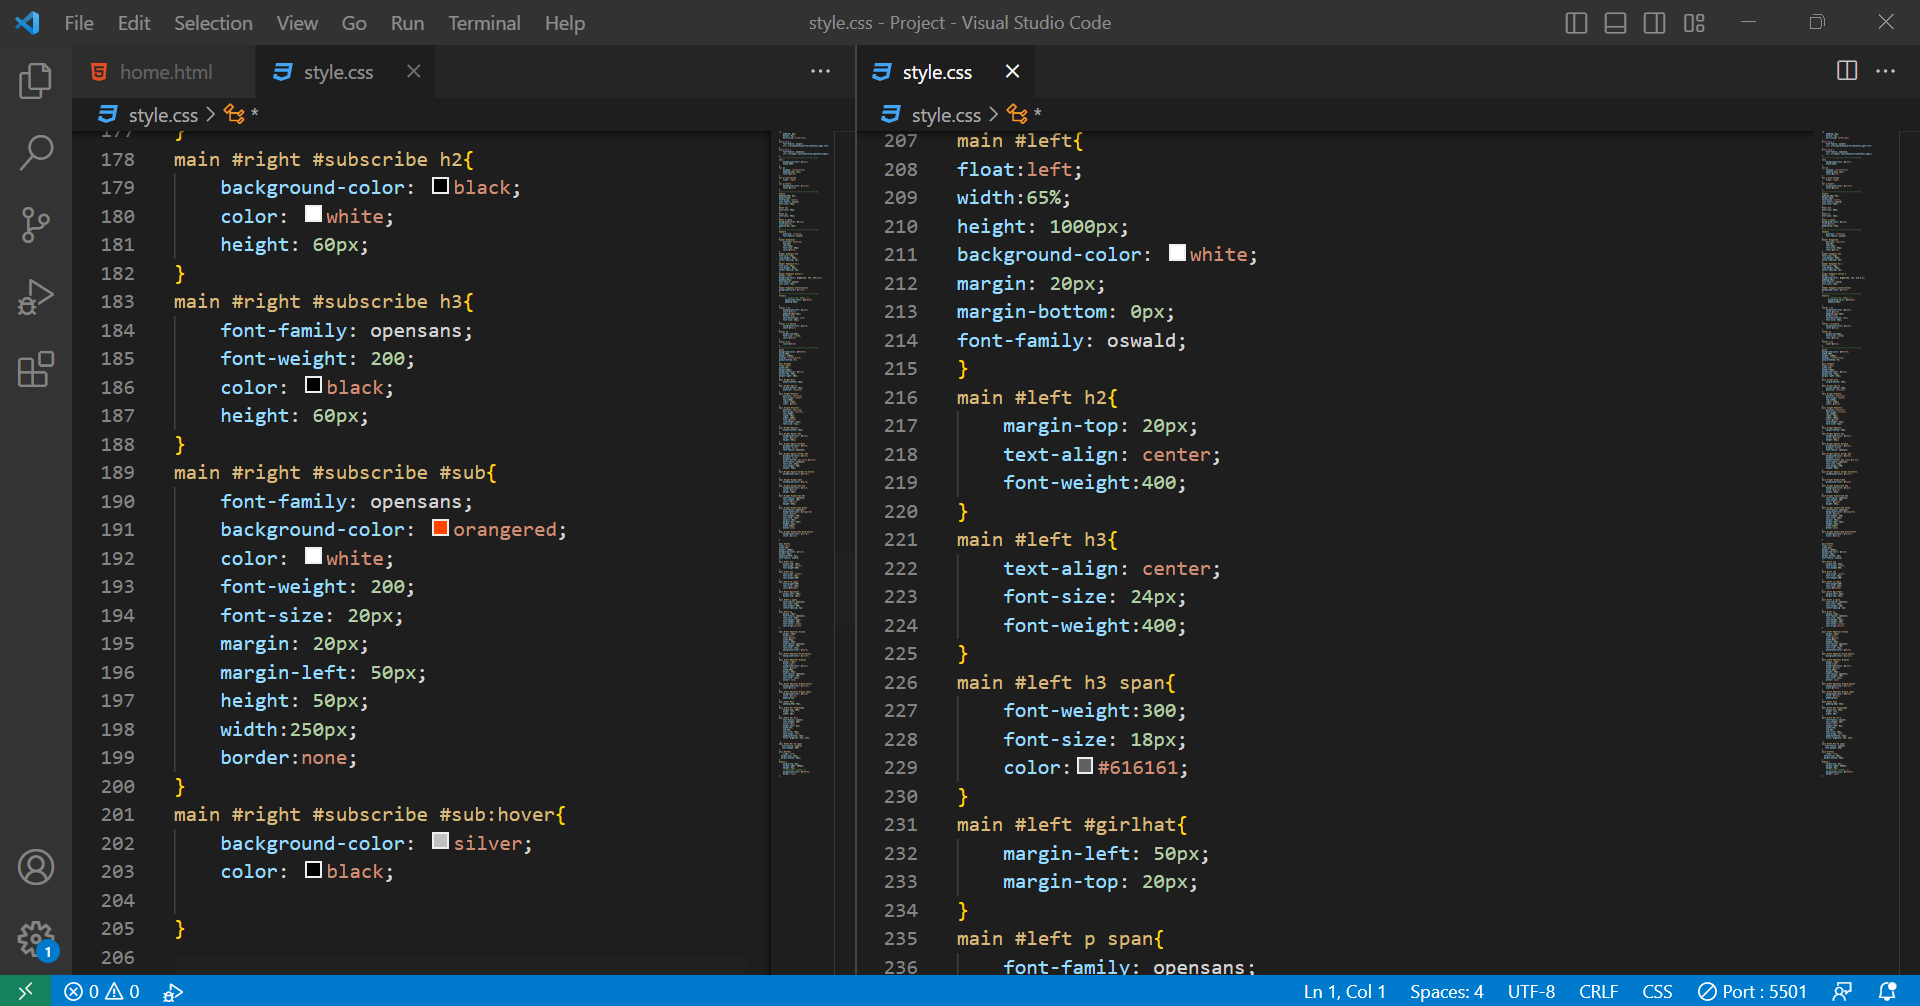 File Edit Selection View Go Run Terminal Help
style.css - Project - Visual Studio Code
home.html
style.css
style.css > *
177 }
178 main #right #subscribe h2{
179 background-color: black;
180 color: white;
181 height: 60px;
182 }
183 main #right #subscribe h3{
184 font-family: opensans;
185 font-weight: 200;
186 color: black;
187 height: 60px;
188 }
189 main #right #subscribe #sub{
190 font-family: opensans;
191 background-color: orangered;
192 color: white;
193 font-weight: 200;
194 font-size: 20px;
195 margin: 20px;
196 margin-left: 50px;
197 height: 50px;
198 width:250px;
199 border:none;
200 }
201 main #right #subscribe #sub:hover{
202 background-color: silver;
203 color: black;
204
205 }
206
style.css
style.css > *
207 main #left{
208 float:left;
209 width:65%;
210 height: 1000px;
211 background-color: white;
212 margin: 20px;
213 margin-bottom: 0px;
214 font-family: oswald;
215 }
216 main #left h2{
217 margin-top: 20px;
218 text-align: center;
219 font-weight:400;
220 }
221 main #left h3{
222 text-align: center;
223 font-size: 24px;
224 font-weight:400;
225 }
226 main #left h3 span{
227 font-weight:300;
228 font-size: 18px;
229 color:#616161;
230 }
231 main #left #girlhat{
232 margin-left: 50px;
233 margin-top: 20px;
234 }
235 main #left p span{
236 font-family: opensans;
1
0 0
Ln 1, Col 1 Spaces: 4 UTF-8 CRLF CSS Port : 5501